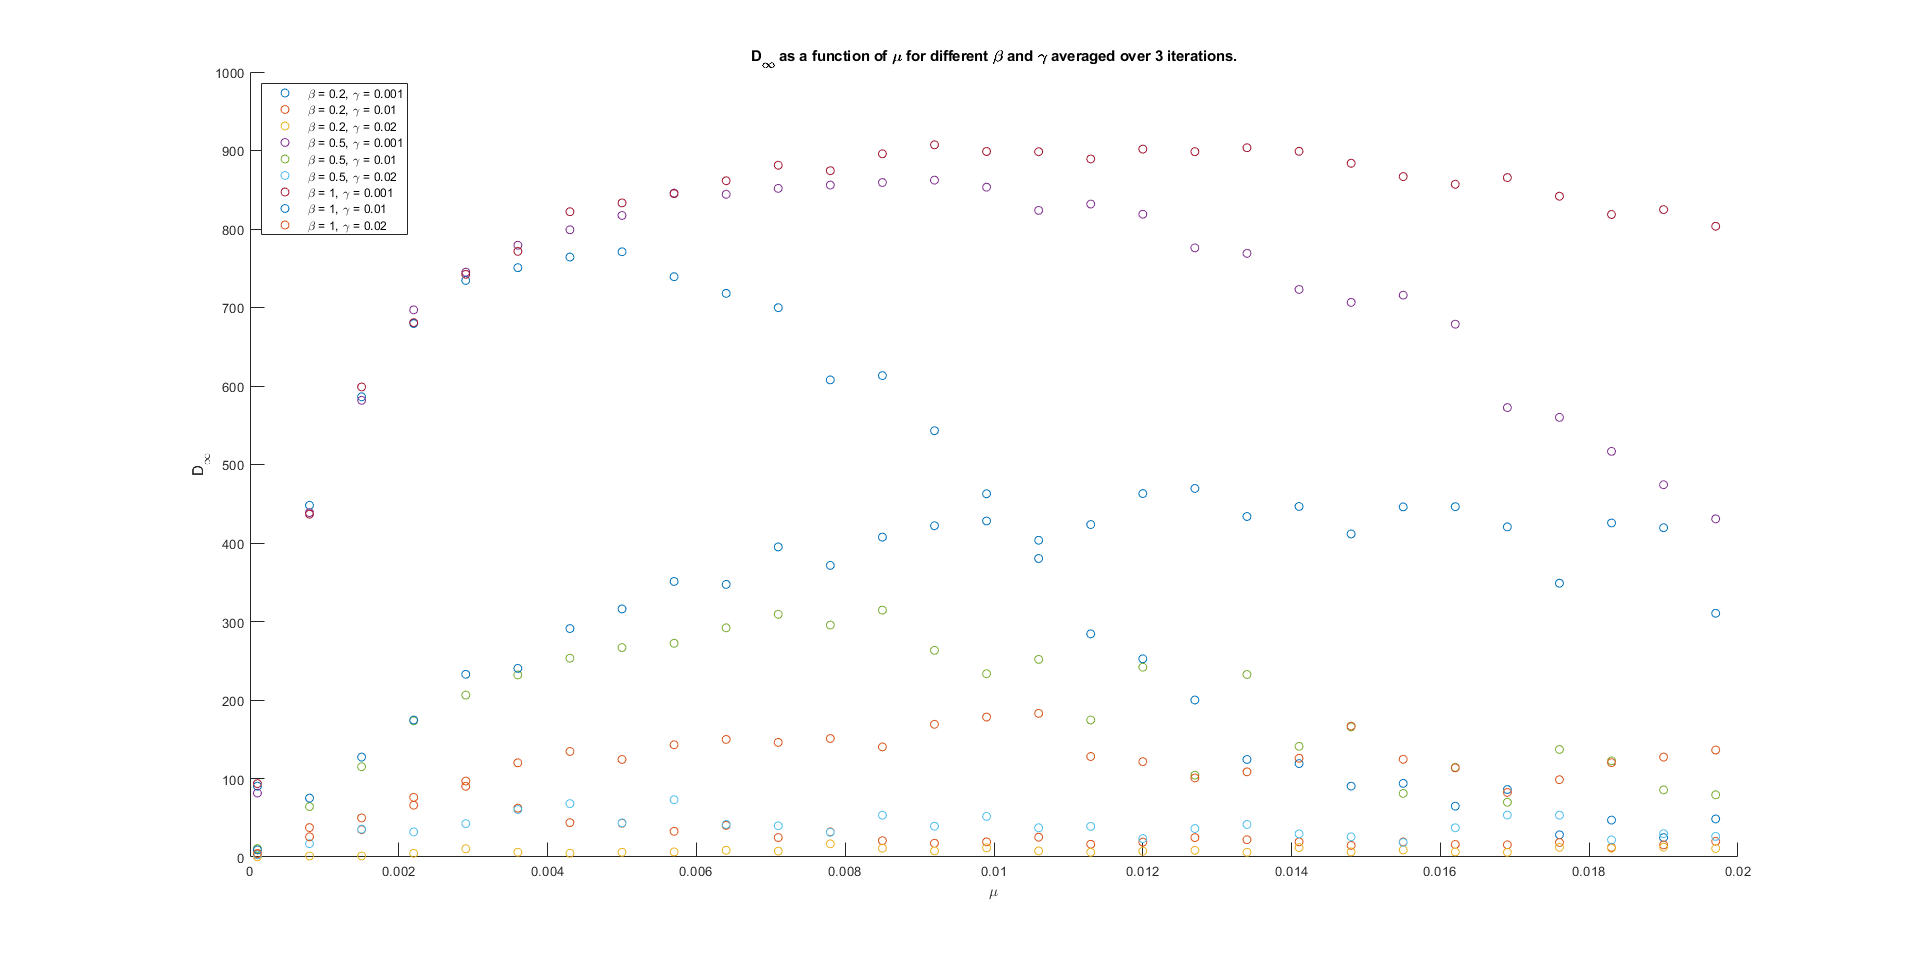 D∞ as a function of μ for different β and γ averaged over 3 iterations.
1000
900
800
700
600
500
400
300
200
100
0
D∞
β = 0.2, γ = 0.001
β = 0.2, γ = 0.01
β = 0.2, γ = 0.02
β = 0.5, γ = 0.001
β = 0.5, γ = 0.01
β = 0.5, γ = 0.02
β = 1, γ = 0.001
β = 1, γ = 0.01
β = 1, γ = 0.02
0 0.002 0.004 0.006 0.008 0.01 0.012 0.014 0.016 0.018 0.02
μ